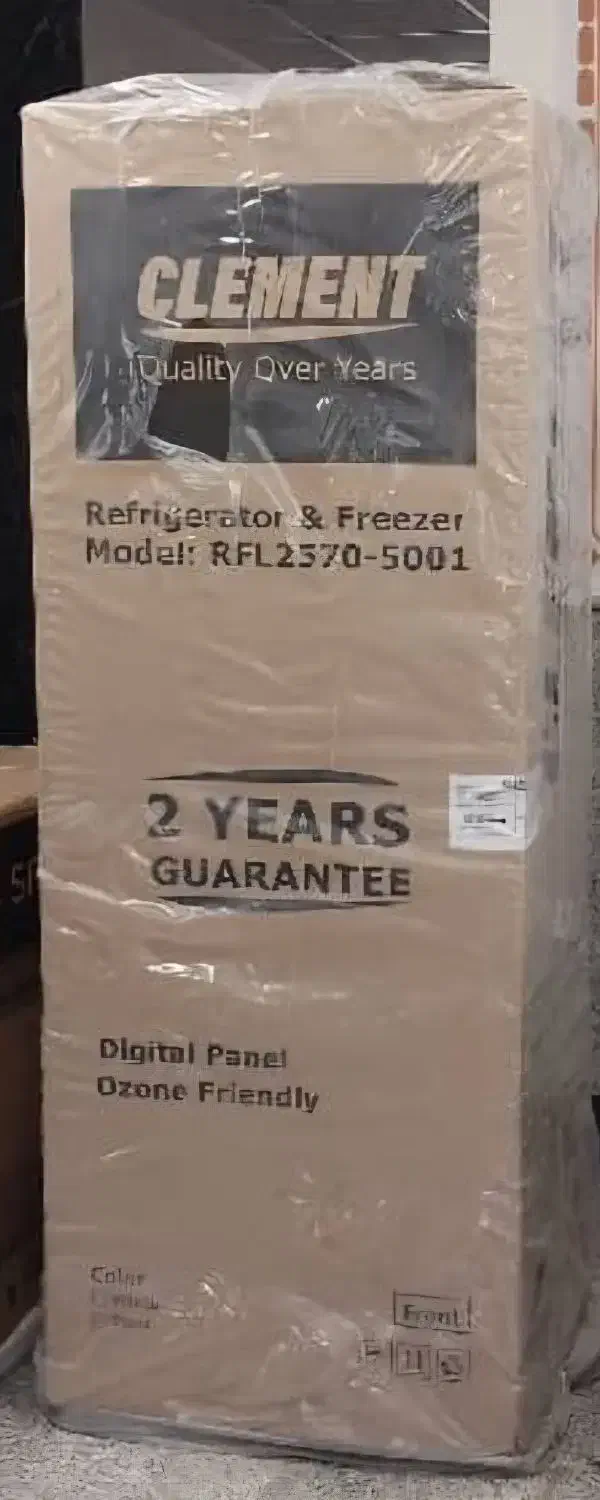 CLEMENT
Quality Over Years
Refrigerator & Freezer
Model: RFL2570-5001
2 YEARS
GUARANTEE
Digital Panel
Ozone Friendly
Color
Front